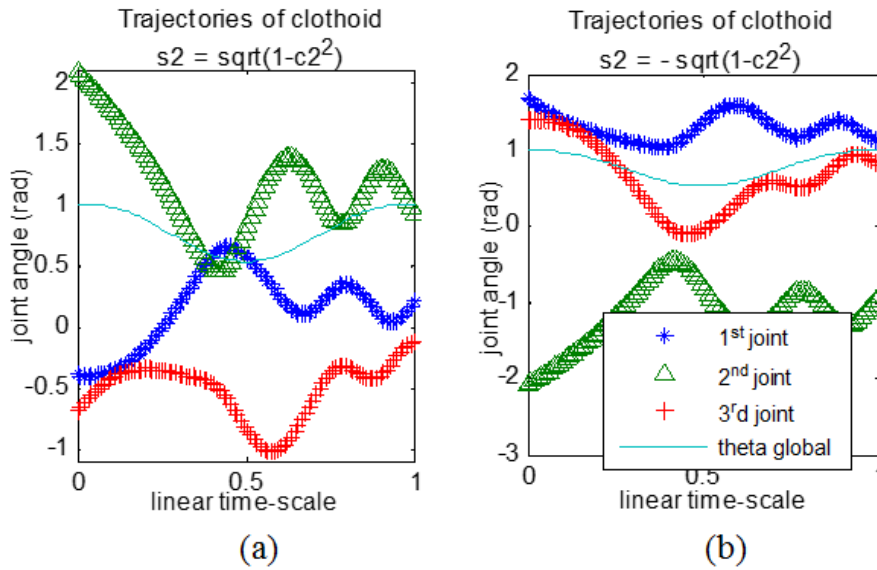 Trajectories of clothoid
s2 = sqrt(1-c2²)
joint angle (rad)
2
1.5
1
0.5
0
−0.5
−1
0
0.5
1
linear time-scale
(a)
Trajectories of clothoid
s2 = - sqrt(1-c2²)
joint angle (rad)
2
1
0
-1
-2
-3
1ˢᵗ joint
2ⁿᵈ joint
3ʳd joint
theta global
0
0.5
1
linear time-scale
(b)